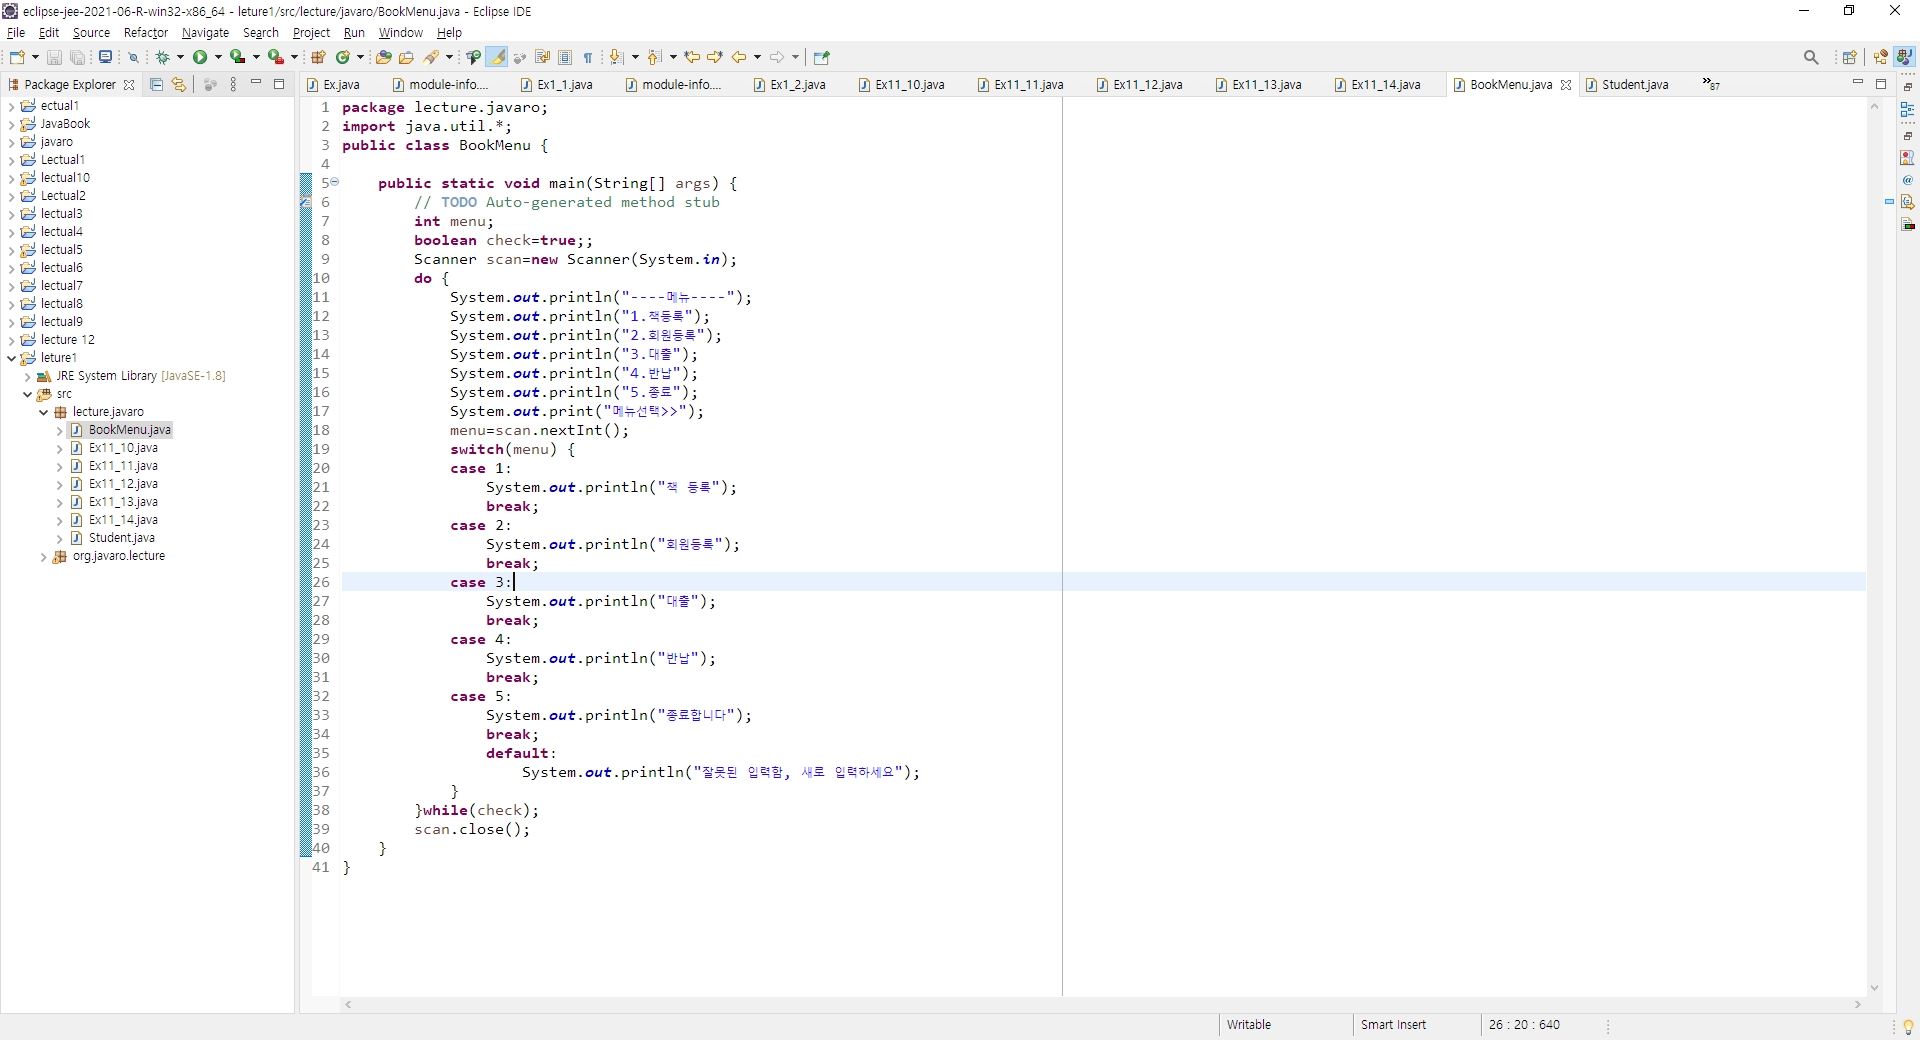 eclipse-jee-2021-06-R-win32-x86_64 - leture1/src/lecture/javaro/BookMenu.java - Eclipse IDE
File Edit Source Refactor Navigate Search Project Run Window Help
Package Explorer
Ex.java module-info.... Ex1_1.java module-info.... Ex1_2.java Ex11_10.java Ex11_11.java Ex11_12.java Ex11_13.java Ex11_14.java BookMenu.java Student.java »87
ectual1
JavaBook
javaro
Lectual1
lectual10
Lectual2
lectual3
lectual4
lectual5
lectual6
lectual7
lectual8
lectual9
lecture 12
leture1
JRE System Library [JavaSE-1.8]
src
lecture.javaro
BookMenu.java
Ex11_10.java
Ex11_11.java
Ex11_12.java
Ex11_13.java
Ex11_14.java
Student.java
org.javaro.lecture
1 package lecture.javaro;
2 import java.util.*;
3 public class BookMenu {
4
5 public static void main(String[] args) {
6 // TODO Auto-generated method stub
7 int menu;
8 boolean check=true;;
9 Scanner scan=new Scanner(System.in);
10 do {
11 System.out.println("----메뉴----");
12 System.out.println("1.책등록");
13 System.out.println("2.회원등록");
14 System.out.println("3.대출");
15 System.out.println("4.반납");
16 System.out.println("5.종료");
17 System.out.print("메뉴선택>>");
18 menu=scan.nextInt();
19 switch(menu) {
20 case 1:
21 System.out.println("책 등록");
22 break;
23 case 2:
24 System.out.println("회원등록");
25 break;
26 case 3:
27 System.out.println("대출");
28 break;
29 case 4:
30 System.out.println("반납");
31 break;
32 case 5:
33 System.out.println("종료합니다");
34 break;
35 default:
36 System.out.println("잘못된 입력함, 새로 입력하세요");
37 }
38 }while(check);
39 scan.close();
40 }
41 }
Writable Smart Insert 26 : 20 : 640